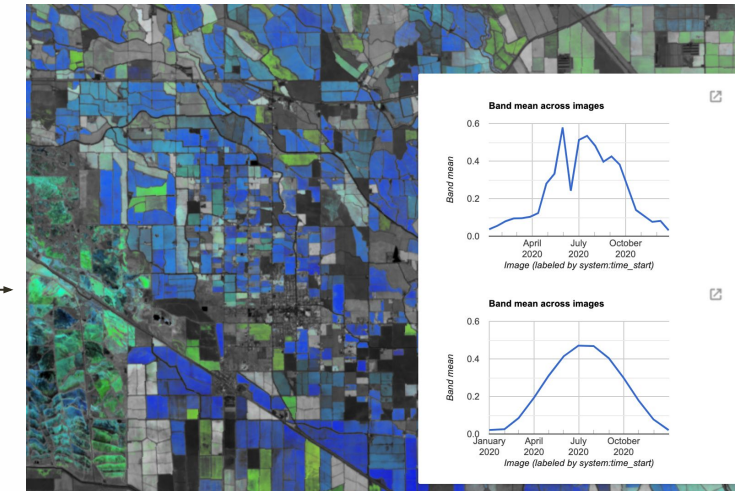 Band mean across images
0.6
0.4
0.2
0.0
Band mean
April
2020
July
2020
October
2020
Image (labeled by system:time_start)
Band mean across images
0.6
0.4
0.2
0.0
Band mean
January
2020
April
2020
July
2020
October
2020
Image (labeled by system:time_start)